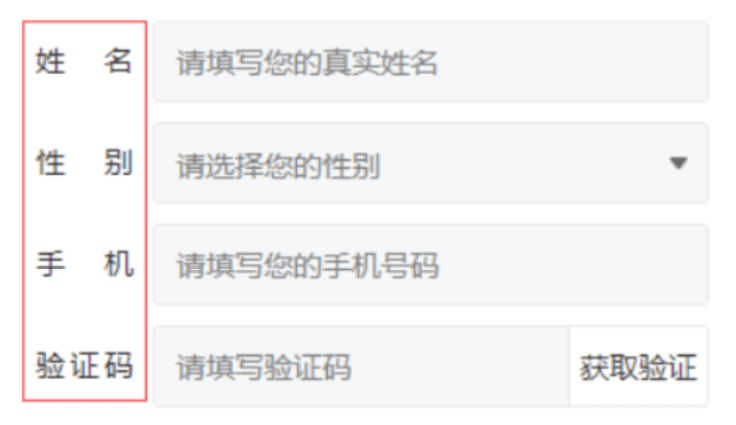 姓 名 请填写您的真实姓名
性 别 请选择您的性别
手 机 请填写您的手机号码
验证码 请填写验证码 获取验证